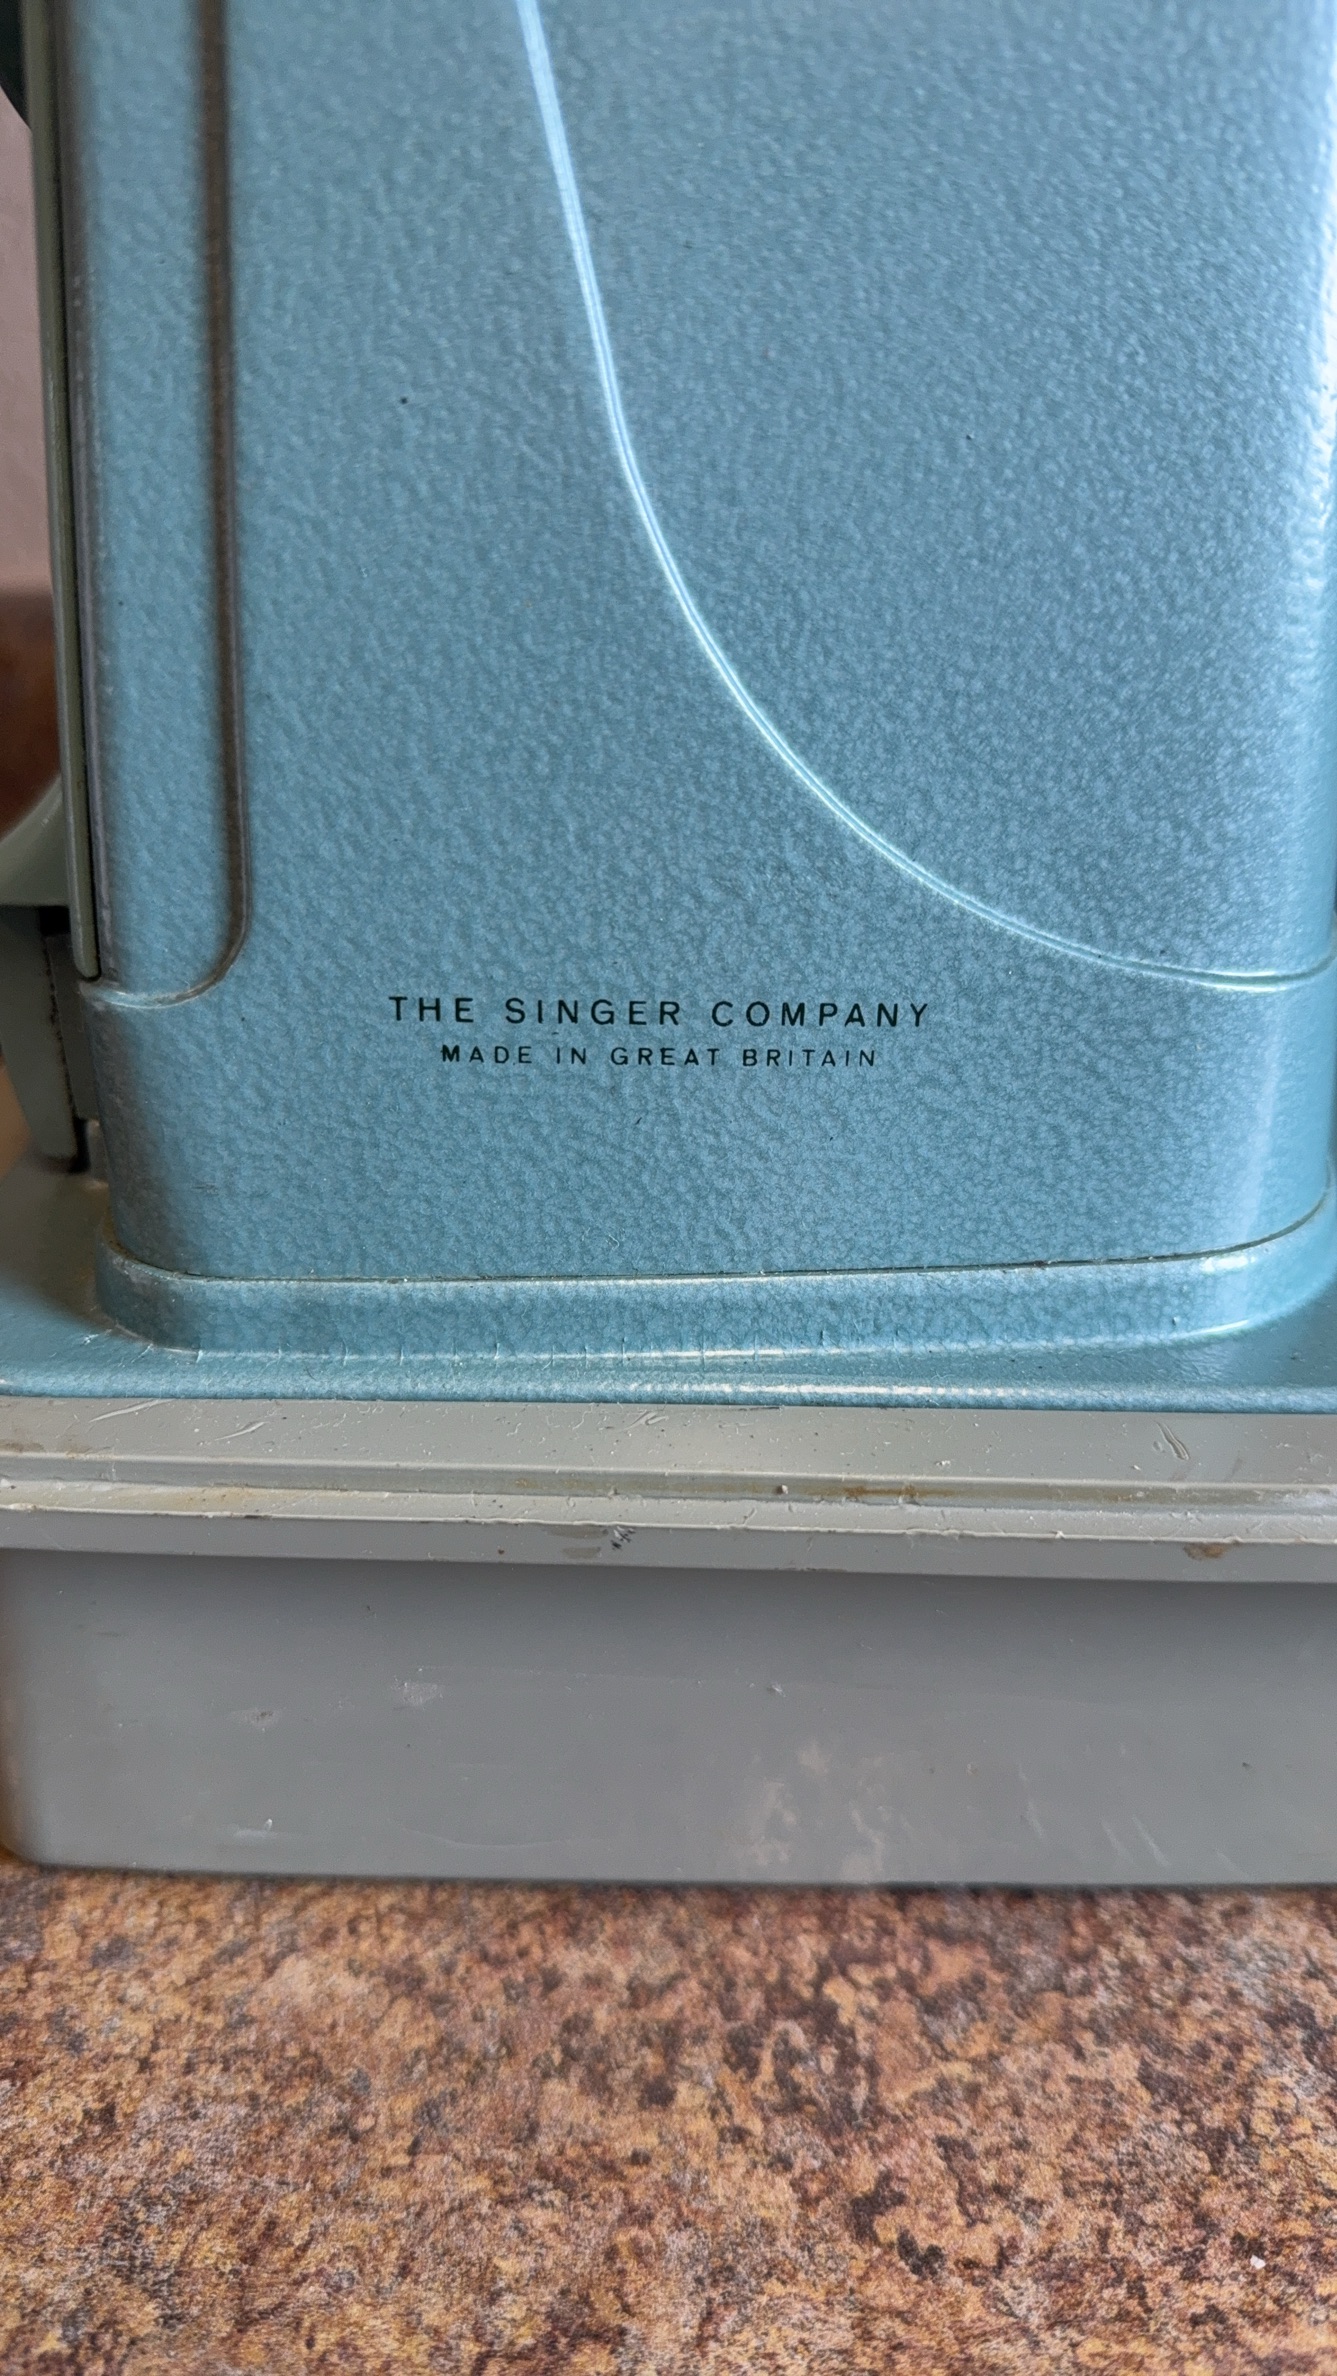 THE SINGER COMPANY
MADE IN GREAT BRITAIN